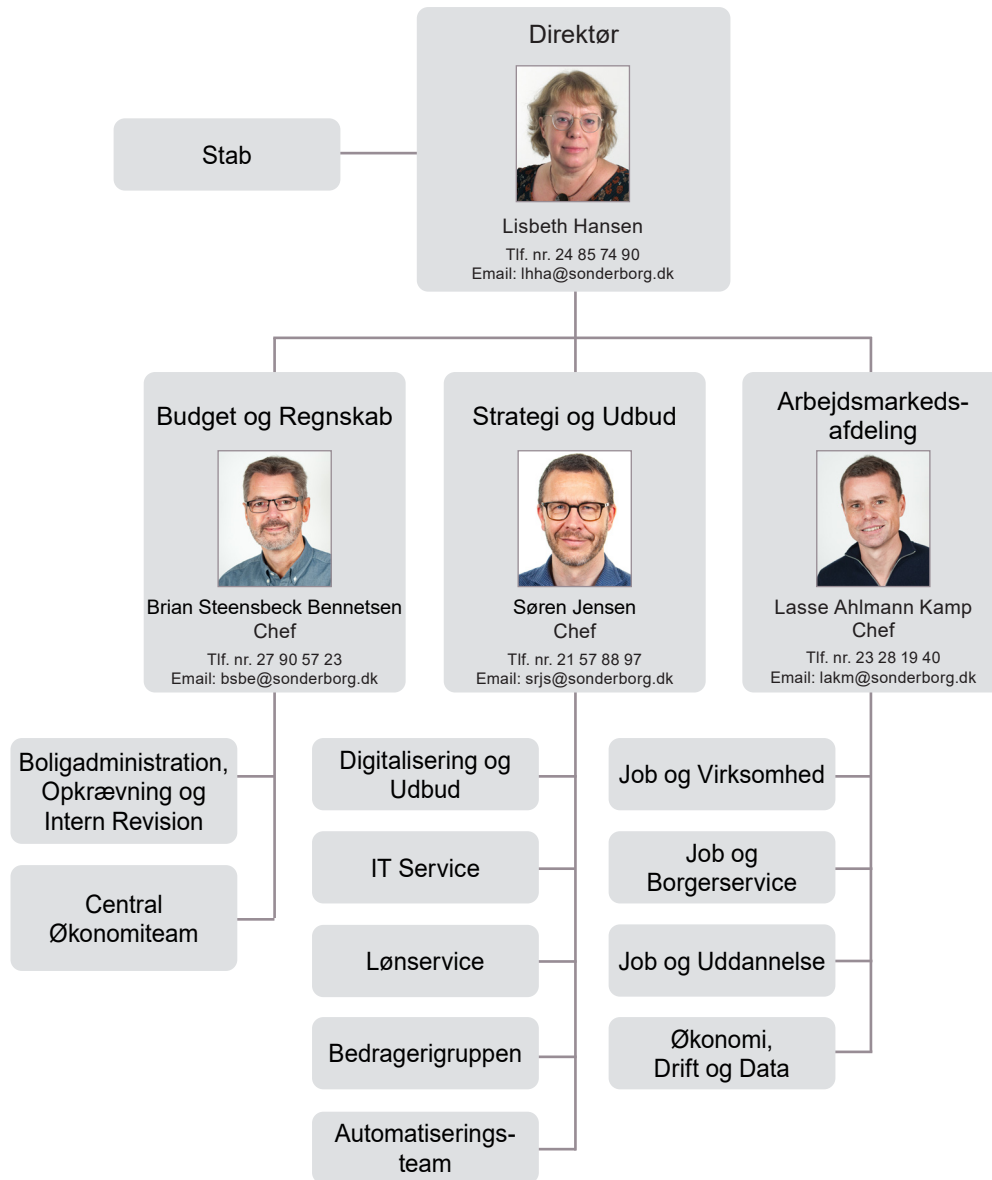 Direktør
Stab
Lisbeth Hansen
Tlf. nr. 24 85 74 90
Email: lhha@sonderborg.dk
Budget og Regnskab
Brian Steensbeck Bennetsen
Chef
Tlf. nr. 27 90 57 23
Email: bsbe@sonderborg.dk
Strategi og Udbud
Søren Jensen
Chef
Tlf. nr. 21 57 88 97
Email: srjs@sonderborg.dk
Arbejdsmarkeds-
afdeling
Lasse Ahlmann Kamp
Chef
Tlf. nr. 23 28 19 40
Email: lakm@sonderborg.dk
Boligadministration,
Opkrævning og
Intern Revision
Central
Økonomiteam
Digitalisering og
Udbud
IT Service
Lønservice
Bedragerigruppen
Automatiserings-
team
Job og Virksomhed
Job og
Borgerservice
Job og Uddannelse
Økonomi,
Drift og Data